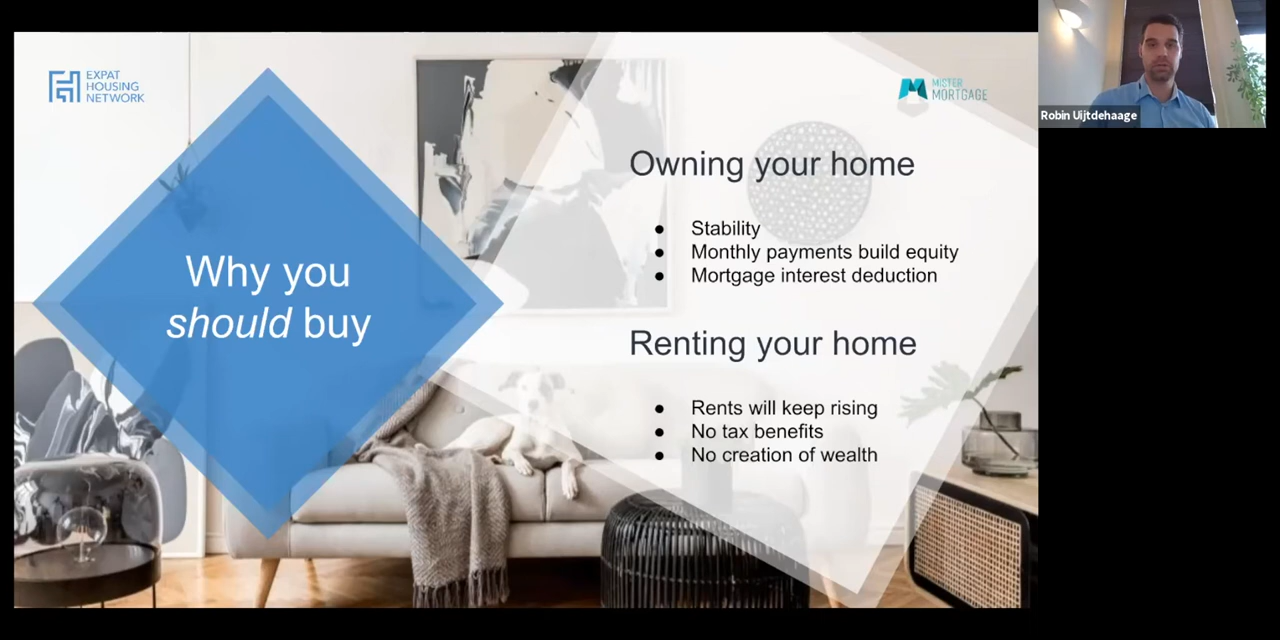 EXPAT
HOUSING
NETWORK
MISTER
MORTGAGE
Robin Uijtdehaage
Why you
should buy
Owning your home
● Stability
● Monthly payments build equity
● Mortgage interest deduction
Renting your home
● Rents will keep rising
● No tax benefits
● No creation of wealth